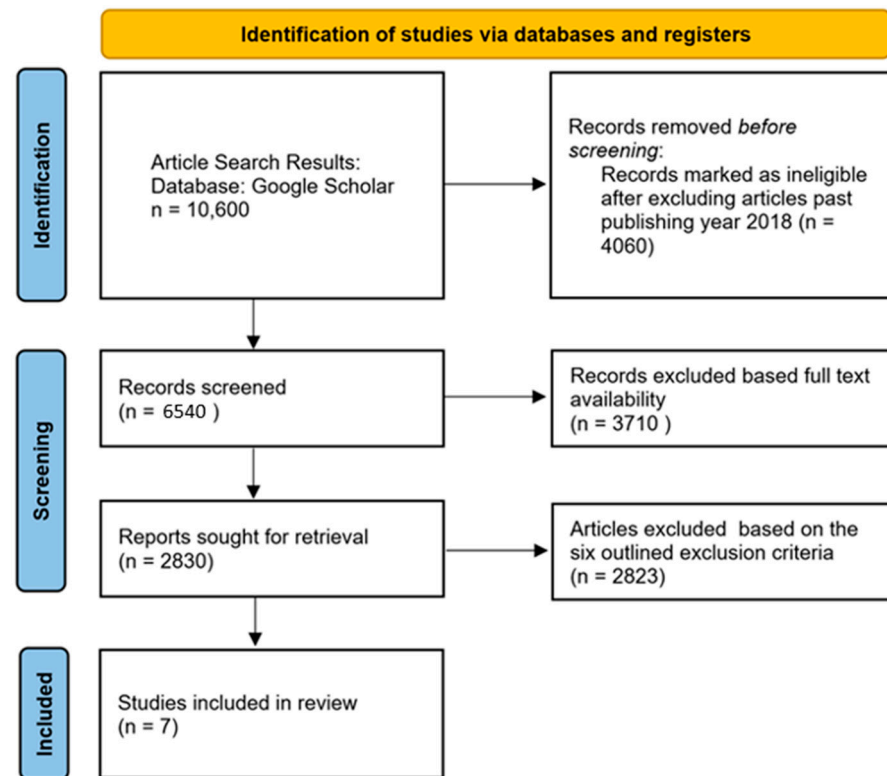 Identification of studies via databases and registers
Identification
Article Search Results:
Database: Google Scholar
n = 10,600
Records removed before
screening:
Records marked as ineligible
after excluding articles past
publishing year 2018 (n =
4060)
Screening
Records screened
(n = 6540 )
Records excluded based full text
availability
(n = 3710 )
Reports sought for retrieval
(n = 2830)
Articles excluded  based on the
six outlined exclusion criteria
(n = 2823)
Included
Studies included in review
(n = 7)